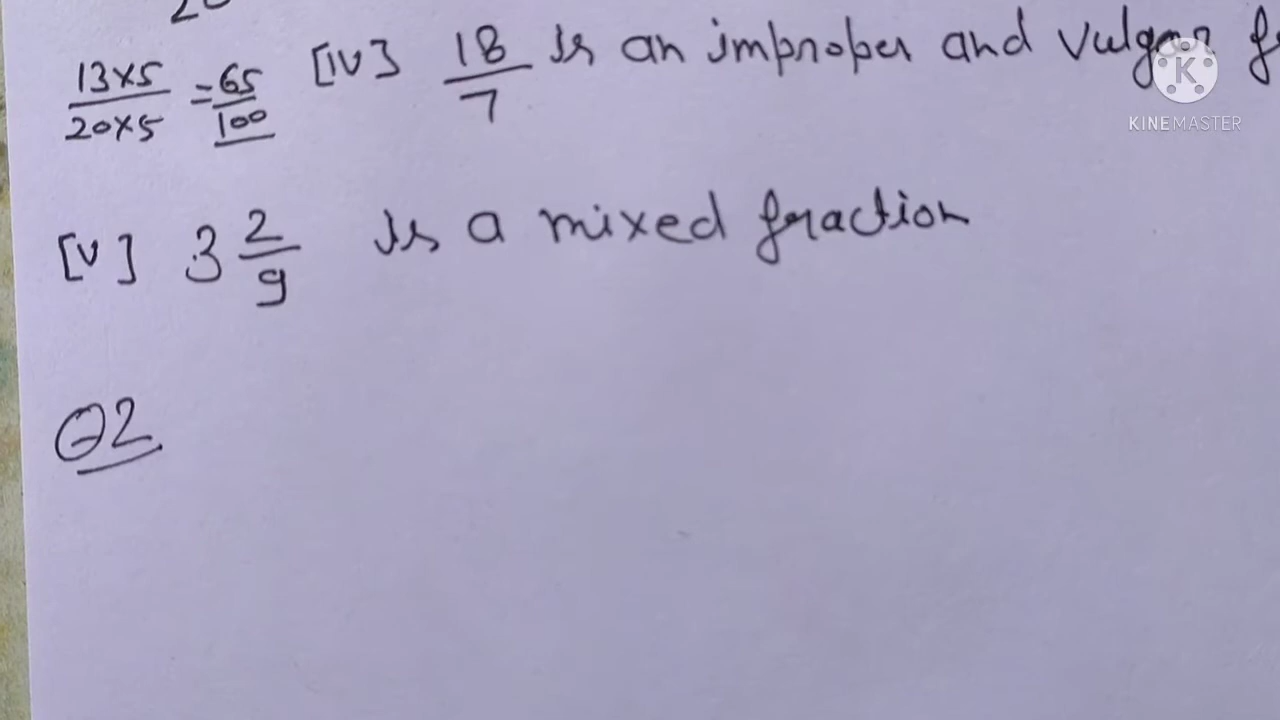 13×5/20×5 = 65/100 [IV] 18/7 is an improper and vulgar
[V] 3 2/9 is a mixed fraction
Q2
KINEMASTER